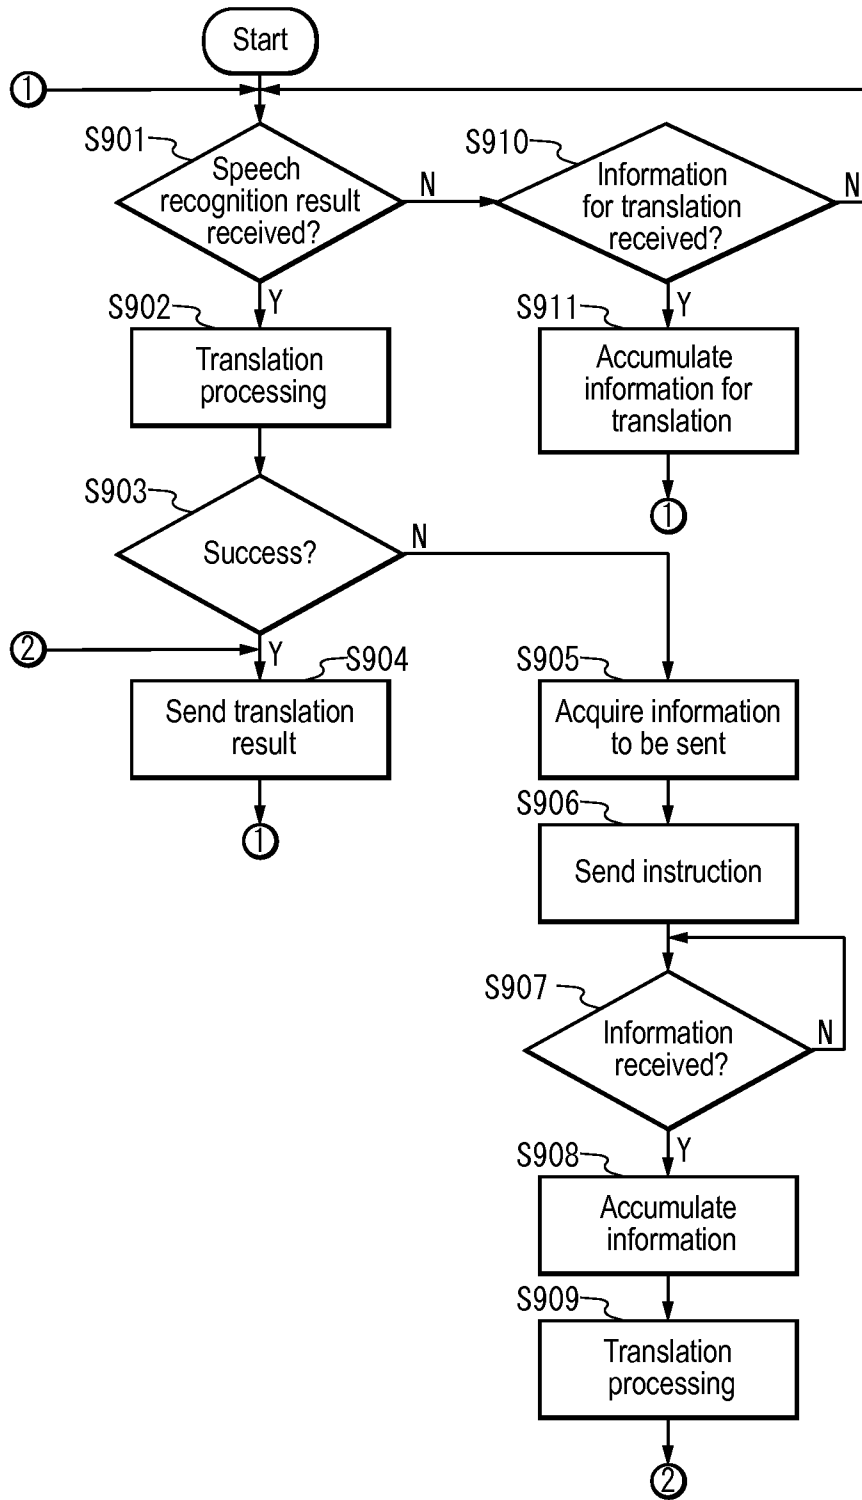 Start
1
S901
Speech
recognition result
received?
N
S910
Information
for translation
received?
N
Y
S902
Translation
processing
Y
S911
Accumulate
information for
translation
1
S903
Success?
N
2
Y
S904
Send translation
result
1
S905
Acquire information
to be sent
S906
Send instruction
S907
Information
received?
N
Y
S908
Accumulate
information
S909
Translation
processing
2